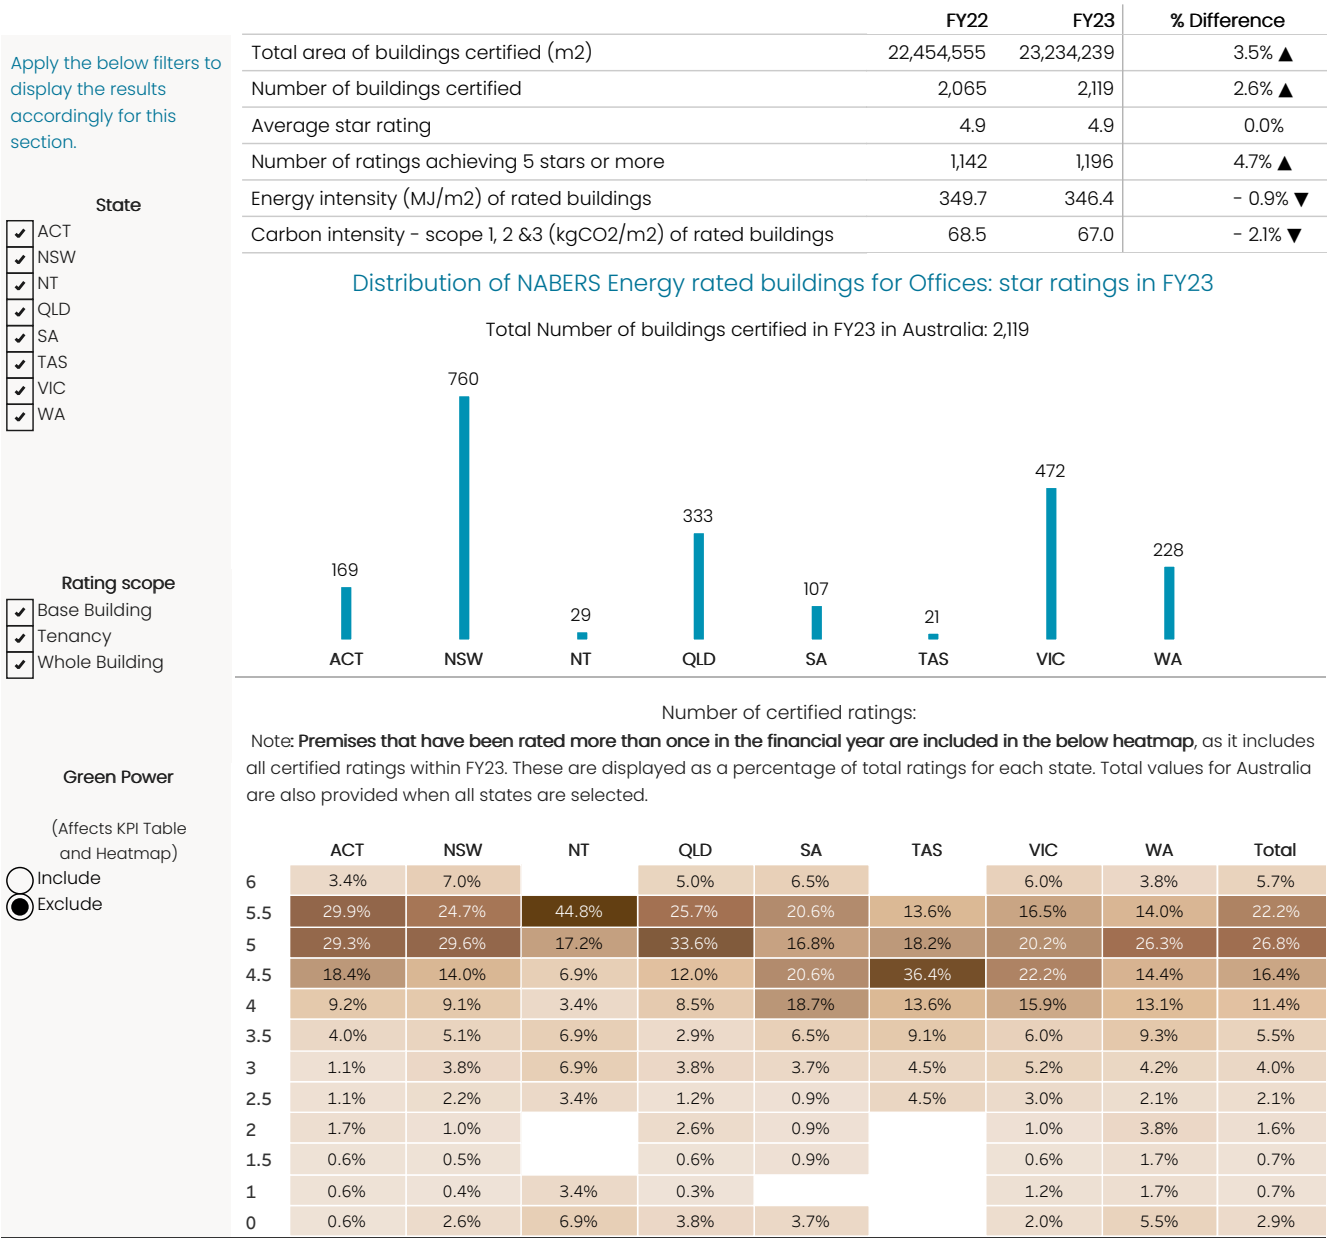 FY22 FY23 % Difference
Total area of buildings certified (m2) 22,454,555 23,234,239 3.5% ▲
Number of buildings certified 2,065 2,119 2.6% ▲
Average star rating 4.9 4.9 0.0%
Number of ratings achieving 5 stars or more 1,142 1,196 4.7% ▲
Energy intensity (MJ/m2) of rated buildings 349.7 346.4 - 0.9% ▼
Carbon intensity - scope 1, 2 &3 (kgCO2/m2) of rated buildings 68.5 67.0 - 2.1% ▼
Apply the below filters to
display the results
accordingly for this
section.
State
ACT
NSW
NT
QLD
SA
TAS
VIC
WA
Rating scope
Base Building
Tenancy
Whole Building
Green Power
(Affects KPI Table
and Heatmap)
Include
Exclude
Distribution of NABERS Energy rated buildings for Offices: star ratings in FY23
Total Number of buildings certified in FY23 in Australia: 2,119
169 760 29 333 107 21 472 228
ACT NSW NT QLD SA TAS VIC WA
Number of certified ratings:
Note: Premises that have been rated more than once in the financial year are included in the below heatmap, as it includes
all certified ratings within FY23. These are displayed as a percentage of total ratings for each state. Total values for Australia
are also provided when all states are selected.
ACT NSW NT QLD SA TAS VIC WA Total
6 3.4% 7.0% 5.0% 6.5% 6.0% 3.8% 5.7%
5.5 29.9% 24.7% 44.8% 25.7% 20.6% 13.6% 16.5% 14.0% 22.2%
5 29.3% 29.6% 17.2% 33.6% 16.8% 18.2% 20.2% 26.3% 26.8%
4.5 18.4% 14.0% 6.9% 12.0% 20.6% 36.4% 22.2% 14.4% 16.4%
4 9.2% 9.1% 3.4% 8.5% 18.7% 13.6% 15.9% 13.1% 11.4%
3.5 4.0% 5.1% 6.9% 2.9% 6.5% 9.1% 6.0% 9.3% 5.5%
3 1.1% 3.8% 6.9% 3.8% 3.7% 4.5% 5.2% 4.2% 4.0%
2.5 1.1% 2.2% 3.4% 1.2% 0.9% 4.5% 3.0% 2.1% 2.1%
2 1.7% 1.0% 2.6% 0.9% 1.0% 3.8% 1.6%
1.5 0.6% 0.5% 0.6% 0.9% 0.6% 1.7% 0.7%
1 0.6% 0.4% 3.4% 0.3% 1.2% 1.7% 0.7%
0 0.6% 2.6% 6.9% 3.8% 3.7% 2.0% 5.5% 2.9%